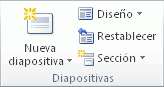 Nueva
diapositiva
Diseño
Restablecer
Sección
Diapositivas